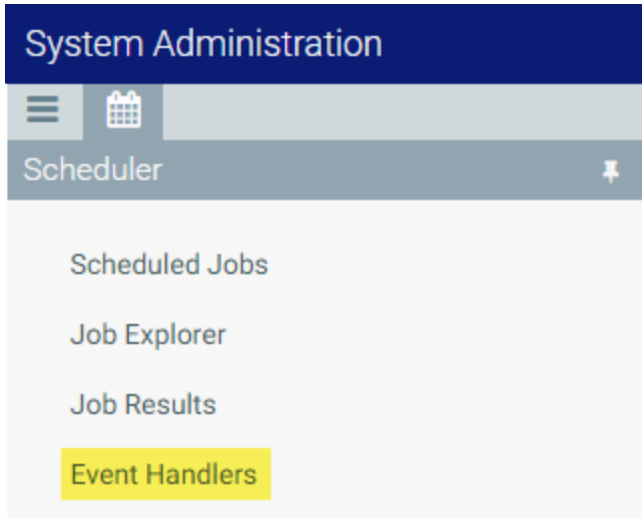 System Administration
Scheduler
Scheduled Jobs
Job Explorer
Job Results
Event Handlers